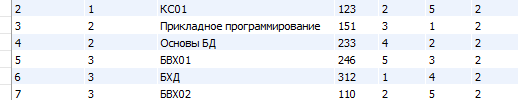 2 1 КС01 123 2 5 2
3 2 Прикладное программирование 151 3 1 2
4 2 Основы БД 233 4 2 2
5 3 БВХ01 246 5 3 2
6 3 БХД 312 1 4 2
7 3 БВХ02 110 2 5 2